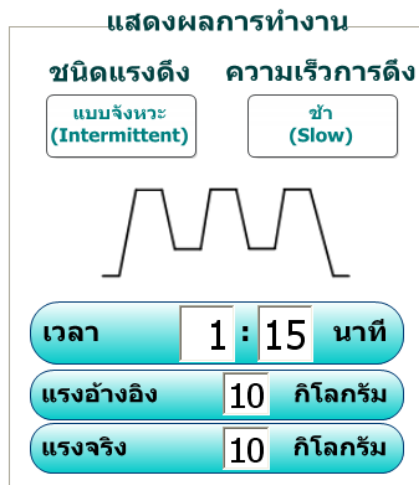 แสดงผลการทำงาน
ชนิดแรงดึง ความเร็วการดึง
แบบจังหวะ ช้า
(Intermittent) (Slow)
เวลา 1 : 15 นาที
แรงอ้างอิง 10 กิโลกรัม
แรงจริง 10 กิโลกรัม